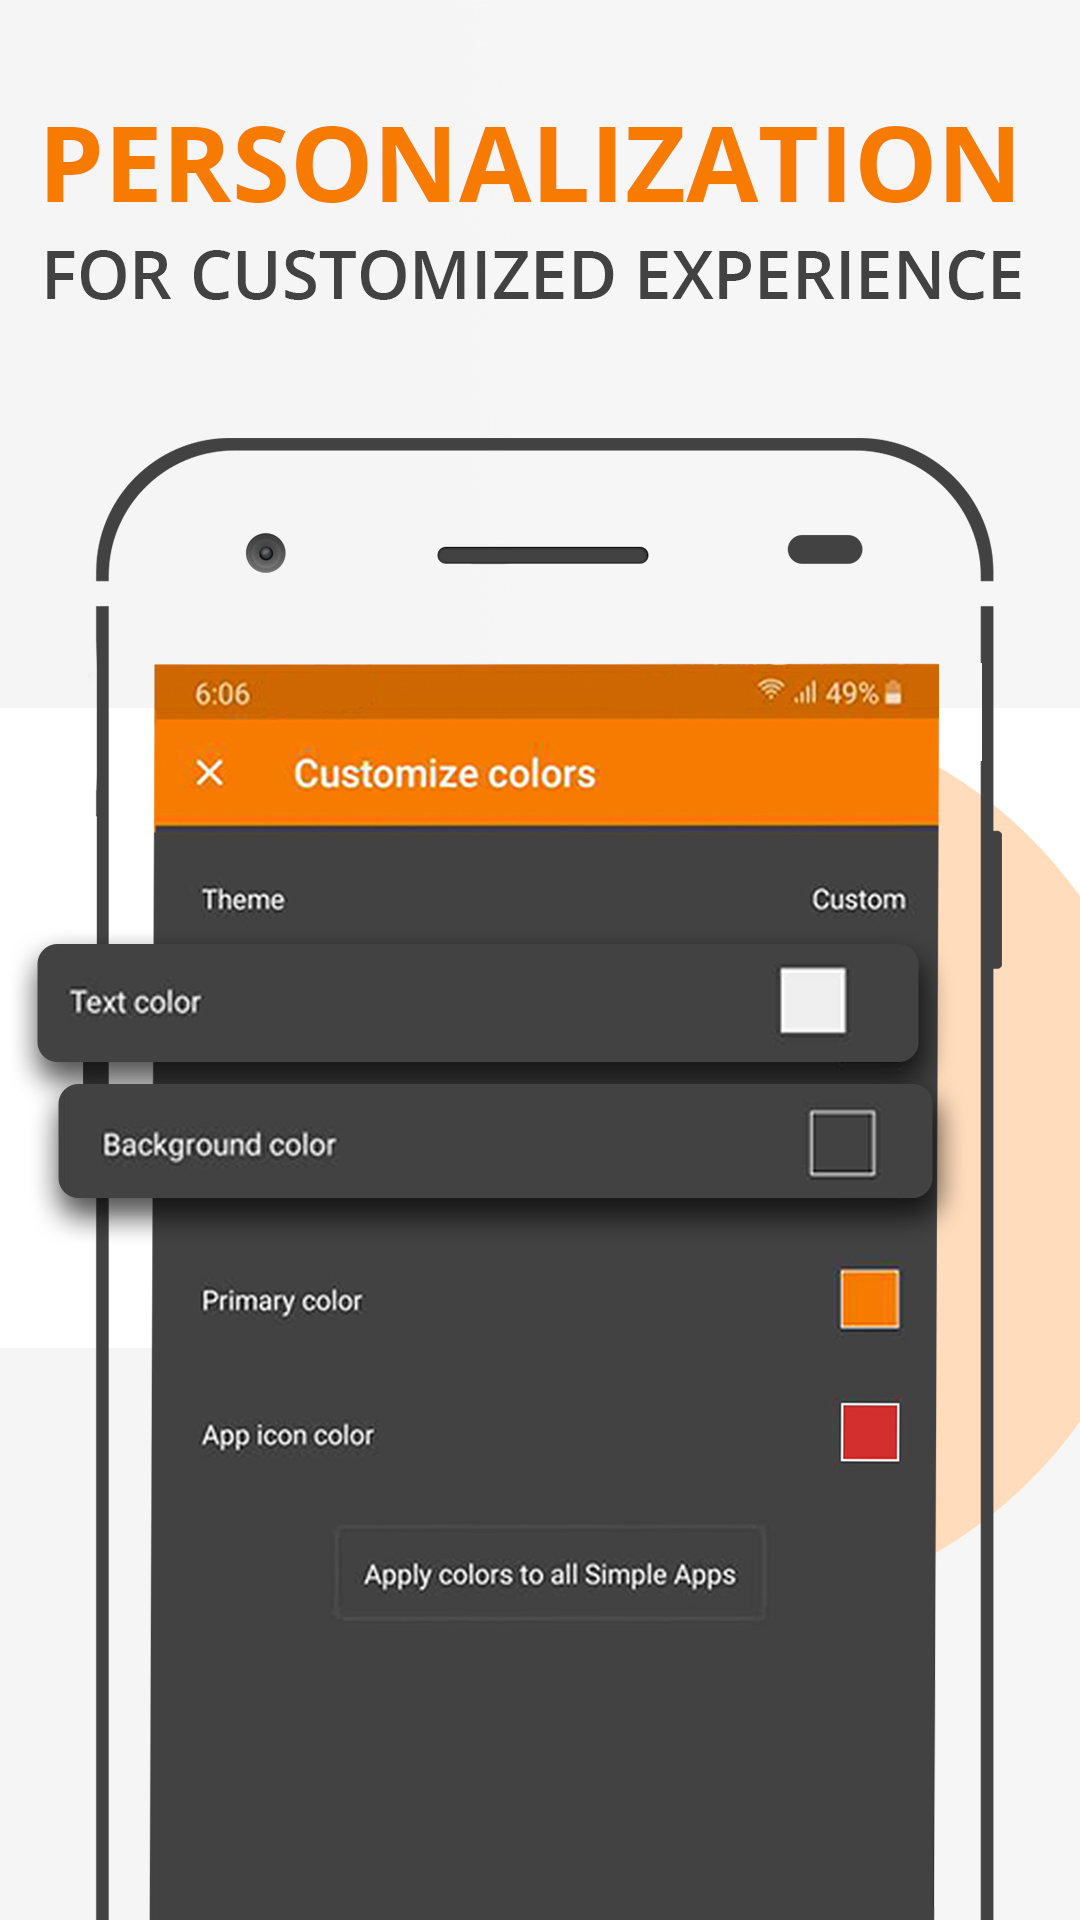 PERSONALIZATION
FOR CUSTOMIZED EXPERIENCE
6:06 49%
Customize colors
Theme Custom
Text color
Background color
Primary color
App icon color
Apply colors to all Simple Apps